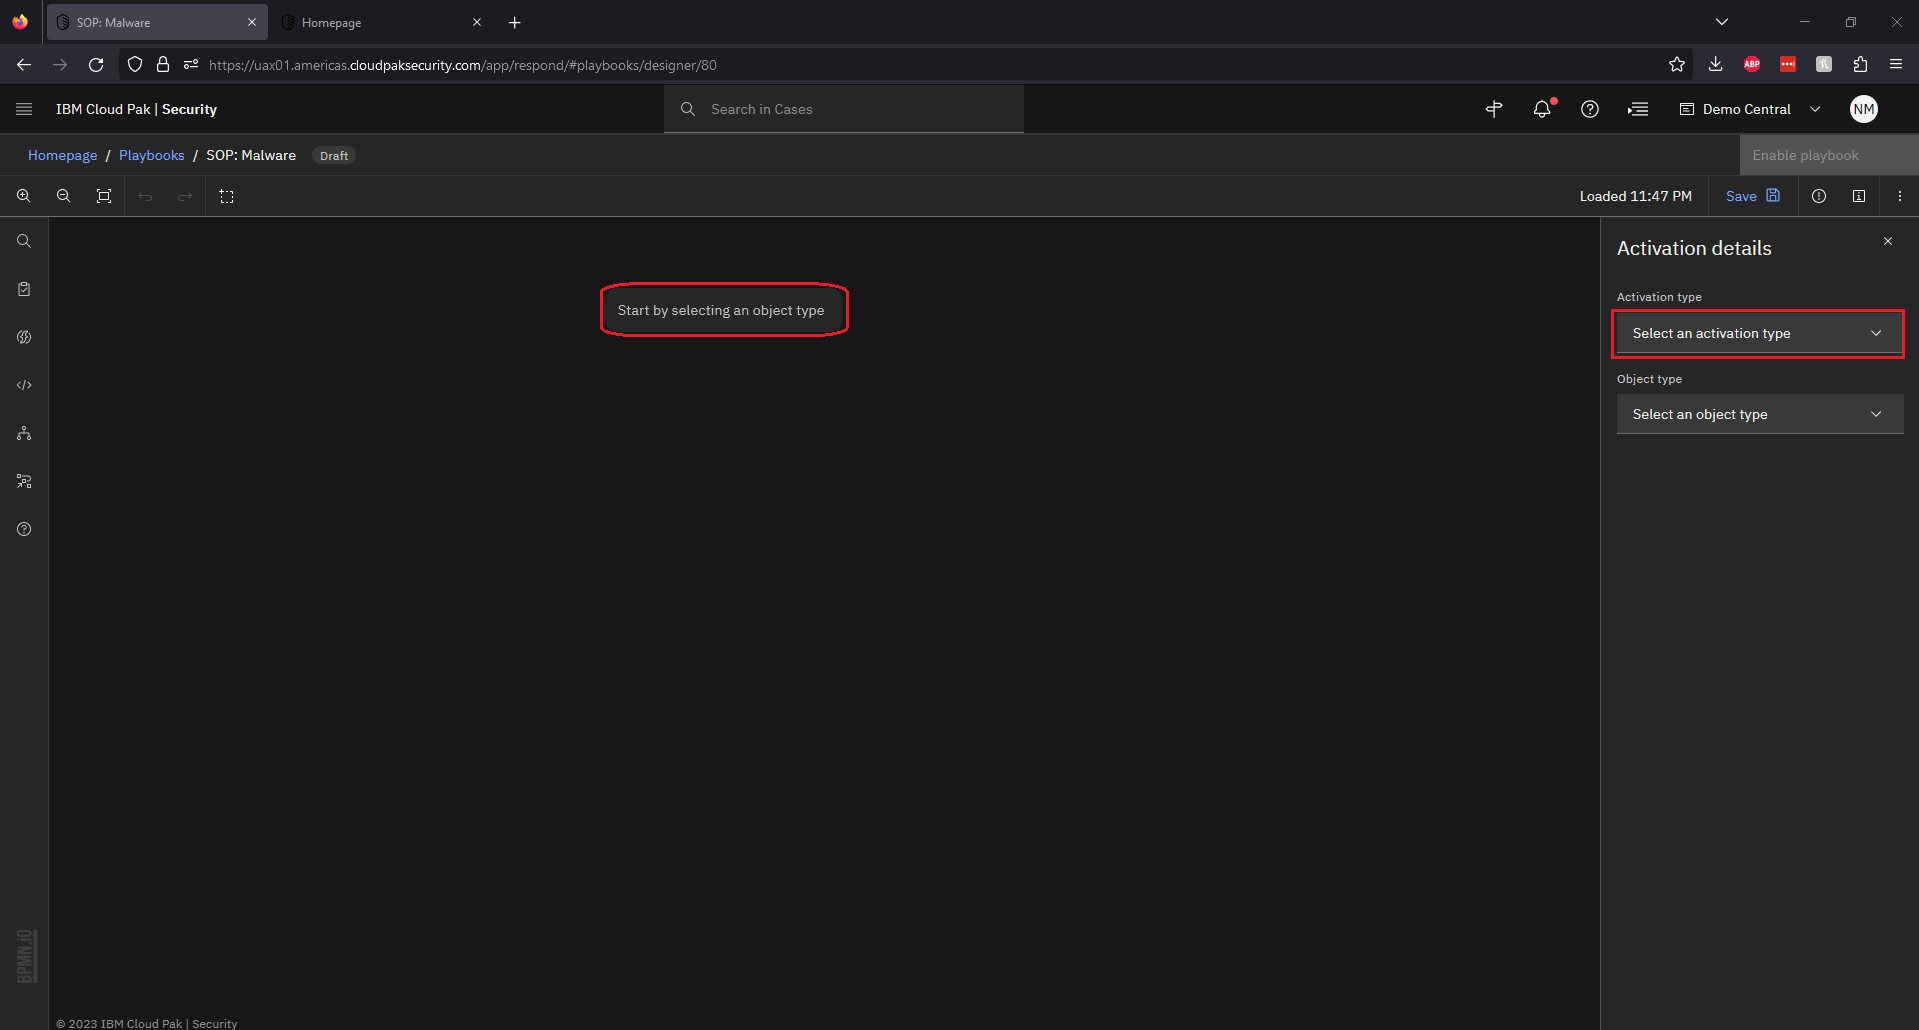 SOP: Malware
Homepage
https://uax01.americas.cloudpaksecurity.com/app/respond/#playbooks/designer/80
ABP
IBM Cloud Pak | Security
Search in Cases
Demo Central
NM
Homepage / Playbooks / SOP: Malware Draft
Enable playbook
Loaded 11:47 PM
Save
Activation details
Start by selecting an object type
Activation type
Select an activation type
Object type
Select an object type
BPMN.iO
© 2023 IBM Cloud Pak | Security